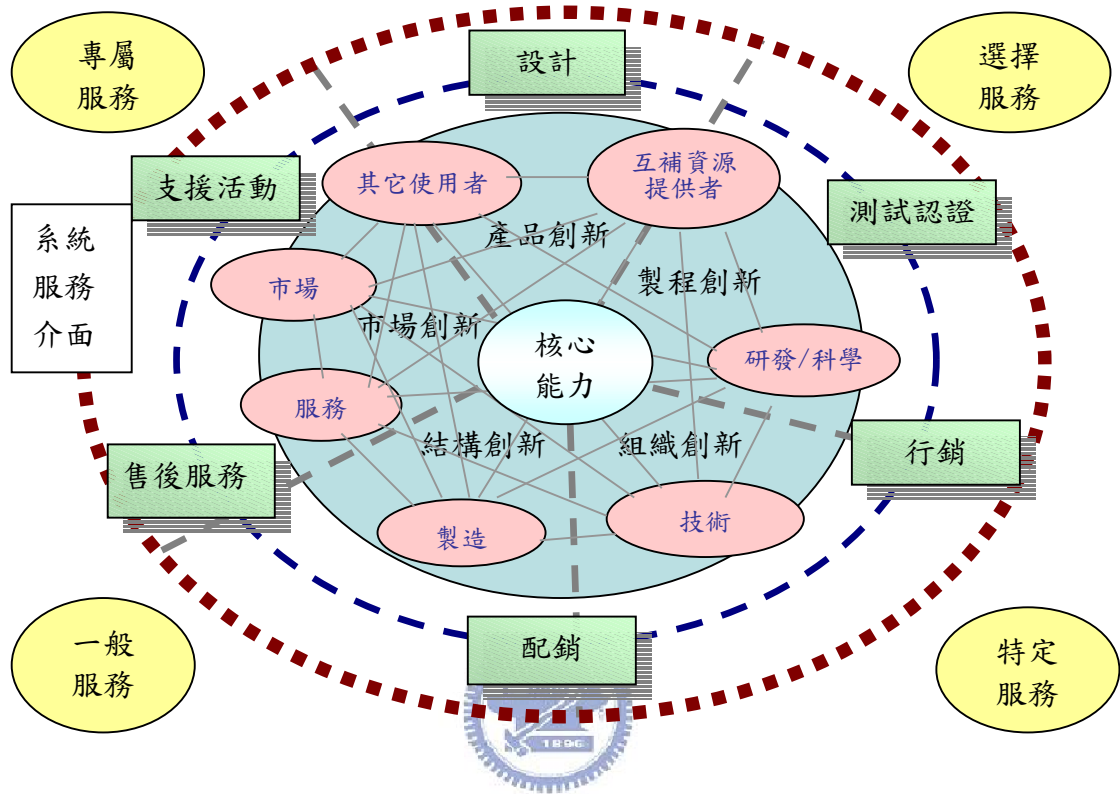 專屬
服務
設計
選擇
服務
支援活動
其它使用者
互補資源
提供者
測試認證
系統
服務
介面
產品創新
製程創新
市場
市場創新
核心
能力
研發/科學
服務
結構創新
組織創新
行銷
售後服務
製造
技術
一般
服務
配銷
特定
服務
1896